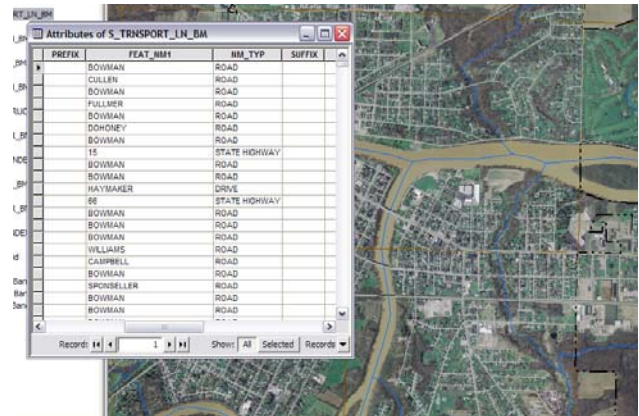 RT_LN_BM
Attributes of S_TRNSPORT_LN_BM
PREFIX FEAT_NM1 NM_TYP SUFFIX
BOWMAN ROAD
CULLEN ROAD
BOWMAN ROAD
FULLMER ROAD
BOWMAN ROAD
DOHONEY ROAD
BOWMAN ROAD
15 STATE HIGHWAY
BOWMAN ROAD
BOWMAN ROAD
HAYMAKER DRIVE
66 STATE HIGHWAY
BOWMAN ROAD
BOWMAN ROAD
WILLIAMS ROAD
CAMPBELL ROAD
BOWMAN ROAD
SPONSELLER ROAD
BOWMAN ROAD
BOWMAN ROAD
Record: 1 Show: All Selected Records